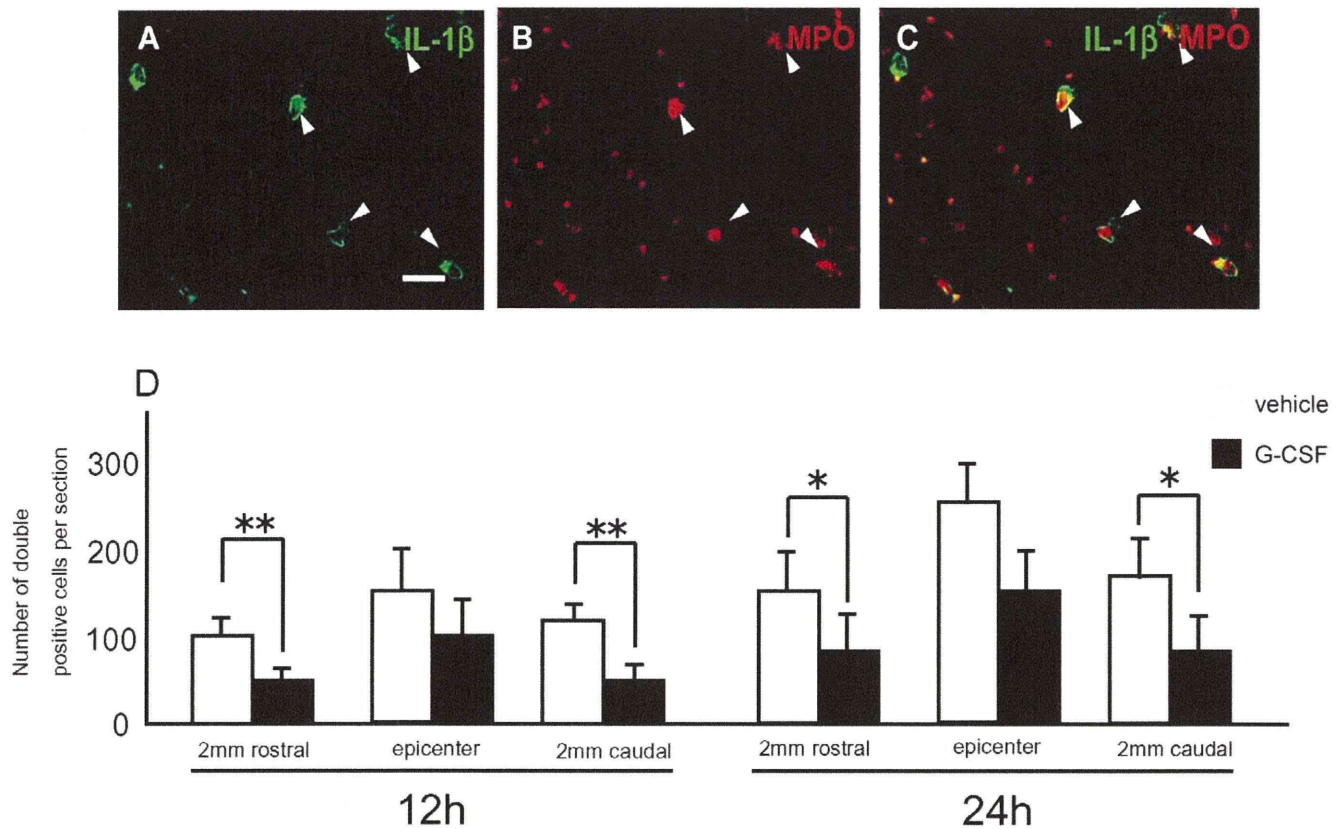 A IL-1β
B MPO
C IL-1β MPO
D
vehicle
G-CSF
Number of double
positive cells per section
300
200
100
0
** ** * *
2mm rostral epicenter 2mm caudal 2mm rostral epicenter 2mm caudal
12h 24h